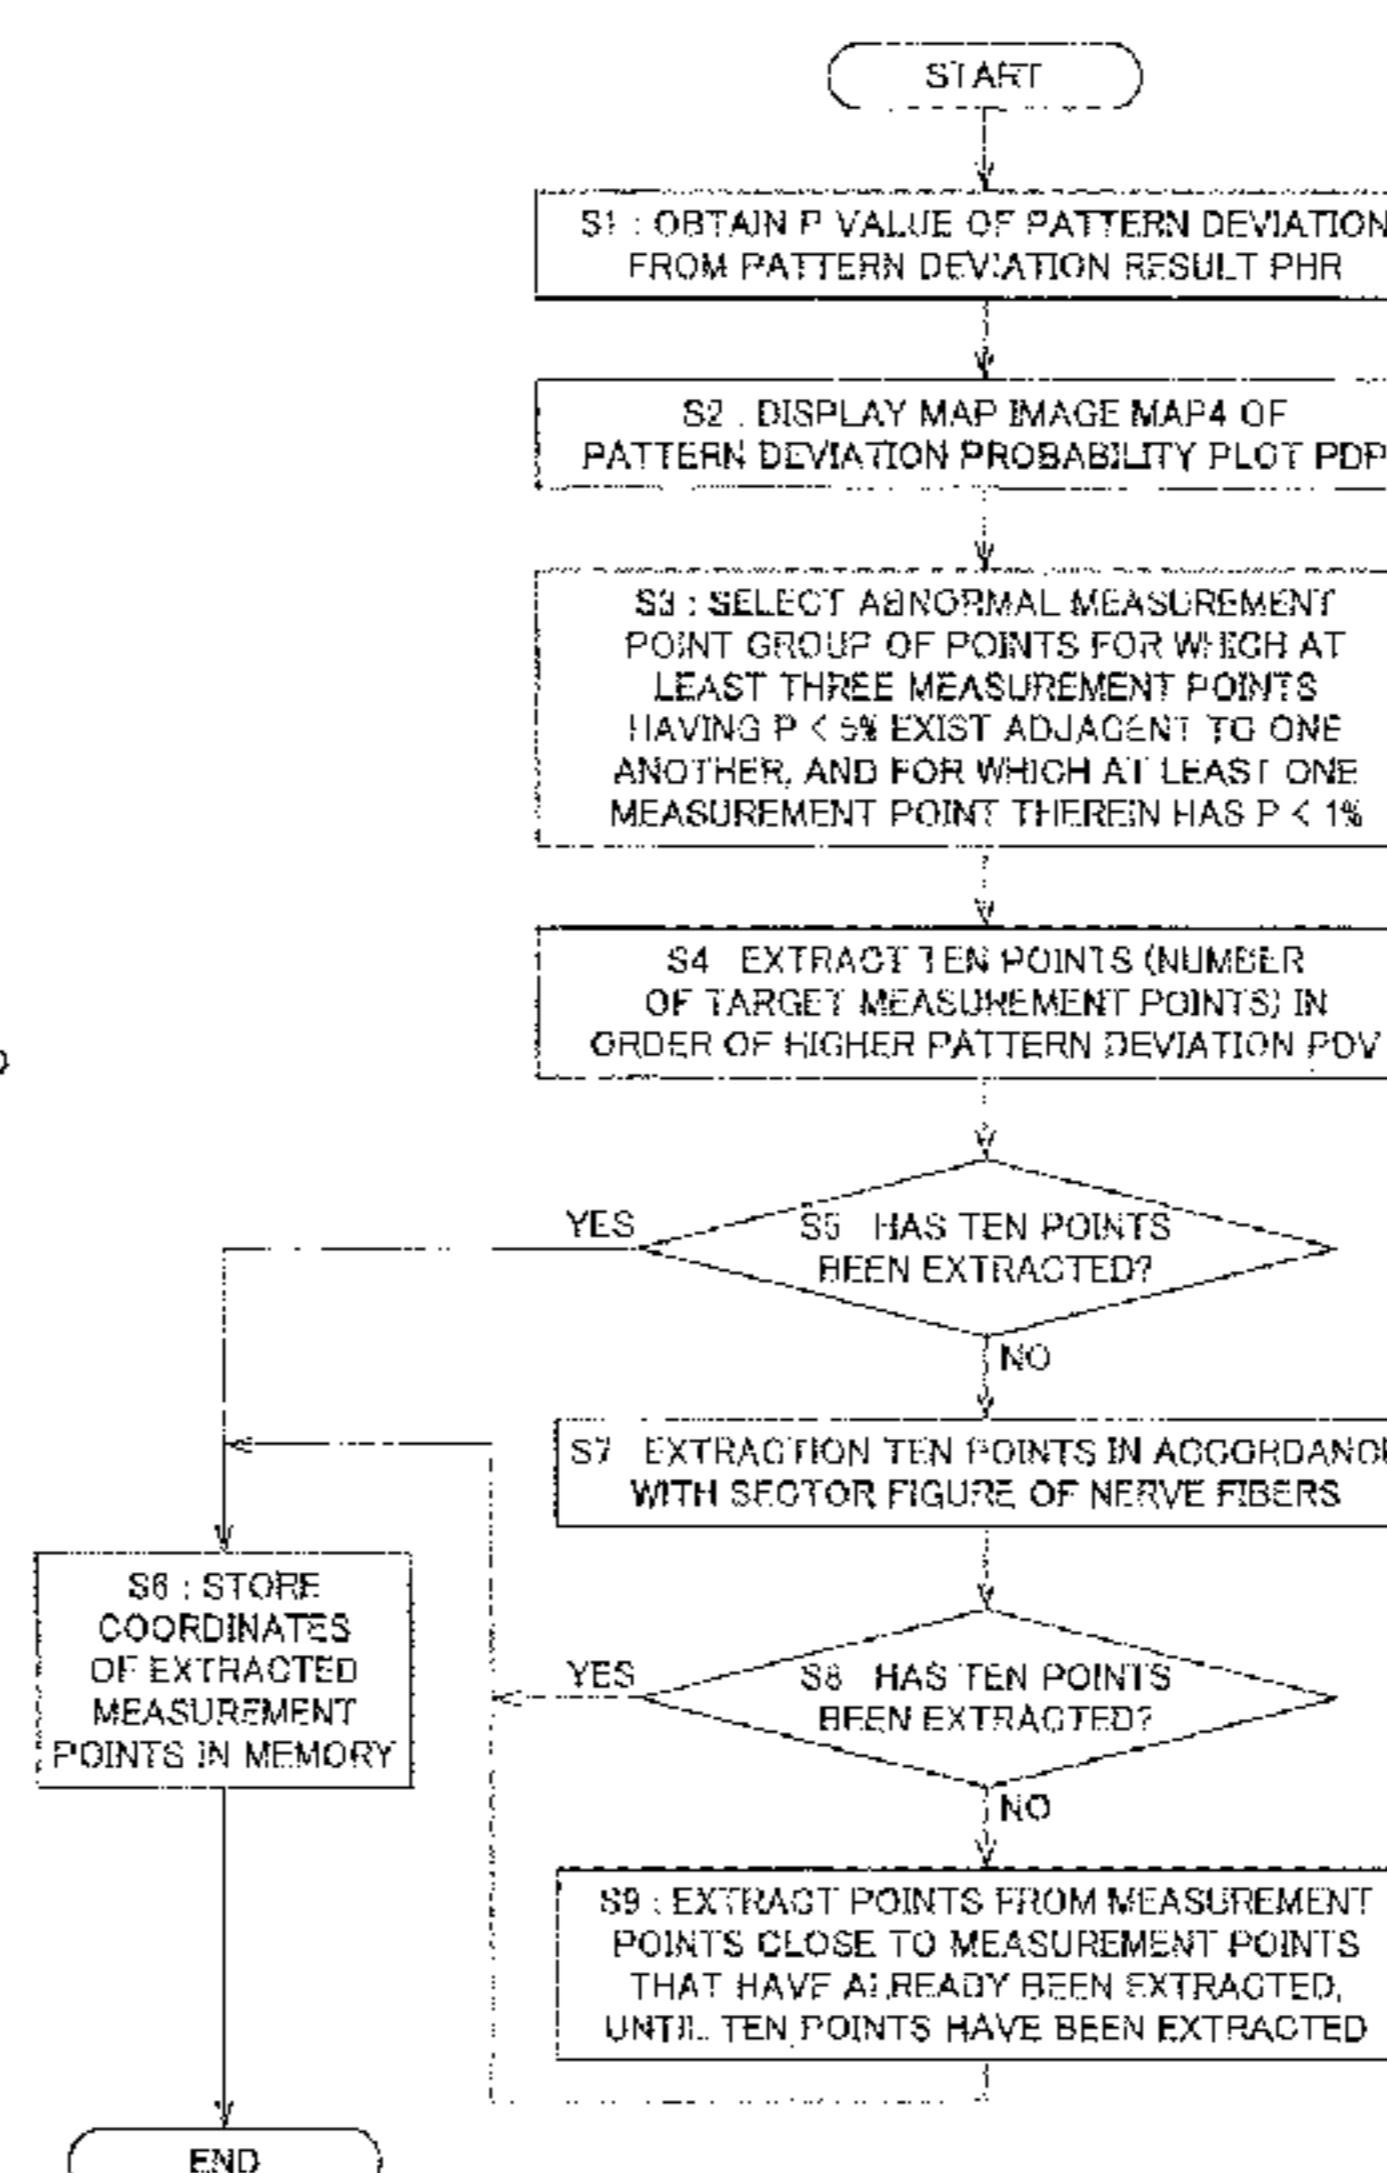 START
S1 : OBTAIN P VALUE OF PATTERN DEVIATION
FROM PATTERN DEVIATION RESULT PHR
S2 : DISPLAY MAP IMAGE MAP4 OF
PATTERN DEVIATION PROBABILITY PLOT PDP
S3 : SELECT ABNORMAL MEASUREMENT
POINT GROUP OF POINTS FOR WHICH AT
LEAST THREE MEASUREMENT POINTS
HAVING P < 5% EXIST ADJACENT TO ONE
ANOTHER, AND FOR WHICH AT LEAST ONE
MEASUREMENT POINT THEREIN HAS P < 1%
S4 EXTRACT TEN POINTS (NUMBER
OF TARGET MEASUREMENT POINTS) IN
ORDER OF HIGHER PATTERN DEVIATION PDV
YES
S5 HAS TEN POINTS
BEEN EXTRACTED?
NO
S7 EXTRACTION TEN POINTS IN
WITH SECTOR FIGURE OF NERVE FIBERS
S6 : STORE
COORDINATES
OF EXTRACTED
MEASUREMENT
POINTS IN MEMORY
YES
S8 HAS TEN POINTS
BEEN EXTRACTED?
NO
S9 : EXTRACT POINTS FROM MEASUREMENT
POINTS CLOSE TO MEASUREMENT POINTS
THAT HAVE ALREADY BEEN EXTRACTED,
UNTIL TEN POINTS HAVE BEEN EXTRACTED
END